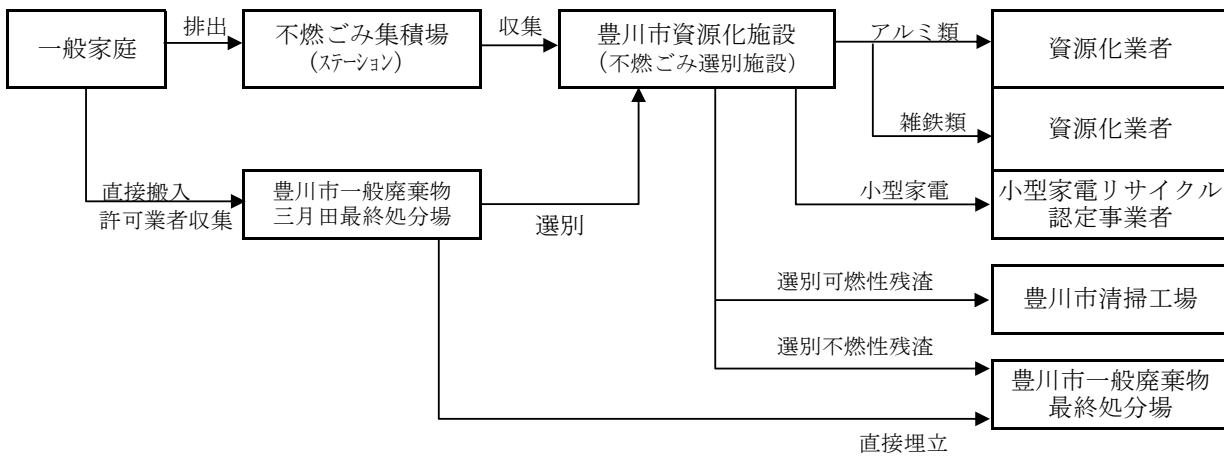 一般家庭
排出
不燃ごみ集積場
(ステーション)
収集
豊川市資源化施設
(不燃ごみ選別施設)
アルミ類
資源化業者
雑鉄類
資源化業者
直接搬入
許可業者収集
豊川市一般廃棄物
三月田最終処分場
選別
小型家電
小型家電リサイクル
認定事業者
選別可燃性残渣
豊川市清掃工場
選別不燃性残渣
豊川市一般廃棄物
最終処分場
直接埋立